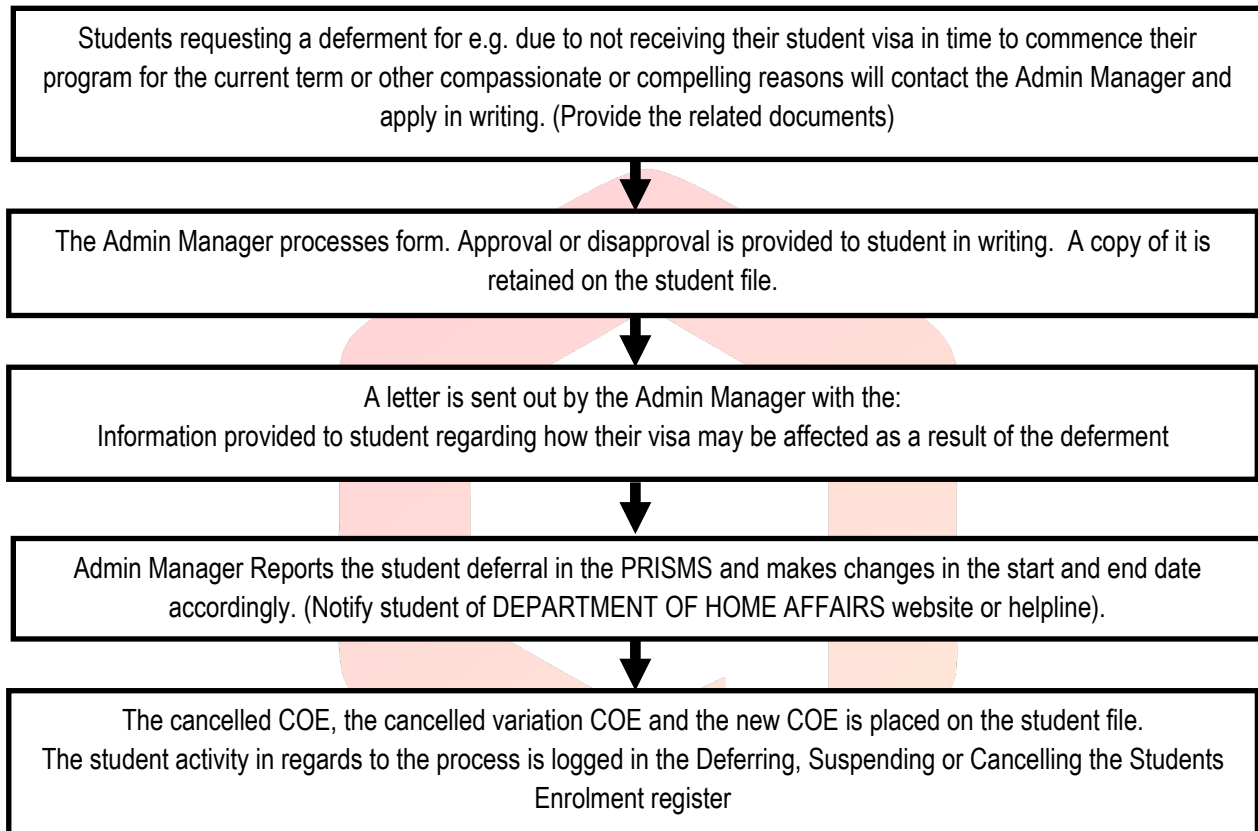 Students requesting a deferment for e.g. due to not receiving their student visa in time to commence their
program for the current term or other compassionate or compelling reasons will contact the Admin Manager and
apply in writing. (Provide the related documents)
The Admin Manager processes form. Approval or disapproval is provided to student in writing.  A copy of it is
retained on the student file.
A letter is sent out by the Admin Manager with the:
Information provided to student regarding how their visa may be affected as a result of the deferment
Admin Manager Reports the student deferral in the PRISMS and makes changes in the start and end date
accordingly. (Notify student of DEPARTMENT OF HOME AFFAIRS website or helpline).
The cancelled COE, the cancelled variation COE and the new COE is placed on the student file.
The student activity in regards to the process is logged in the Deferring, Suspending or Cancelling the Students
Enrolment register